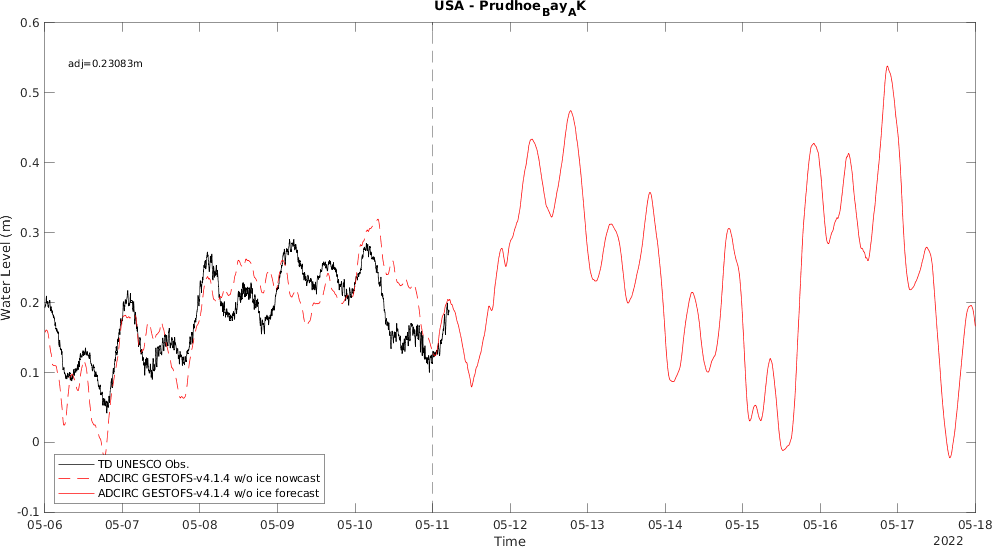 USA - Prudhoe_Bay_AK
adj=0.23083m
0.6
0.5
0.4
0.3
0.2
0.1
0
-0.1
Water Level (m)
TD UNESCO Obs.
ADCIRC GESTOFS-v4.1.4 w/o ice nowcast
ADCIRC GESTOFS-v4.1.4 w/o ice forecast
05-06 05-07 05-08 05-09 05-10 05-11 05-12 05-13 05-14 05-15 05-16 05-17 05-18
Time
2022